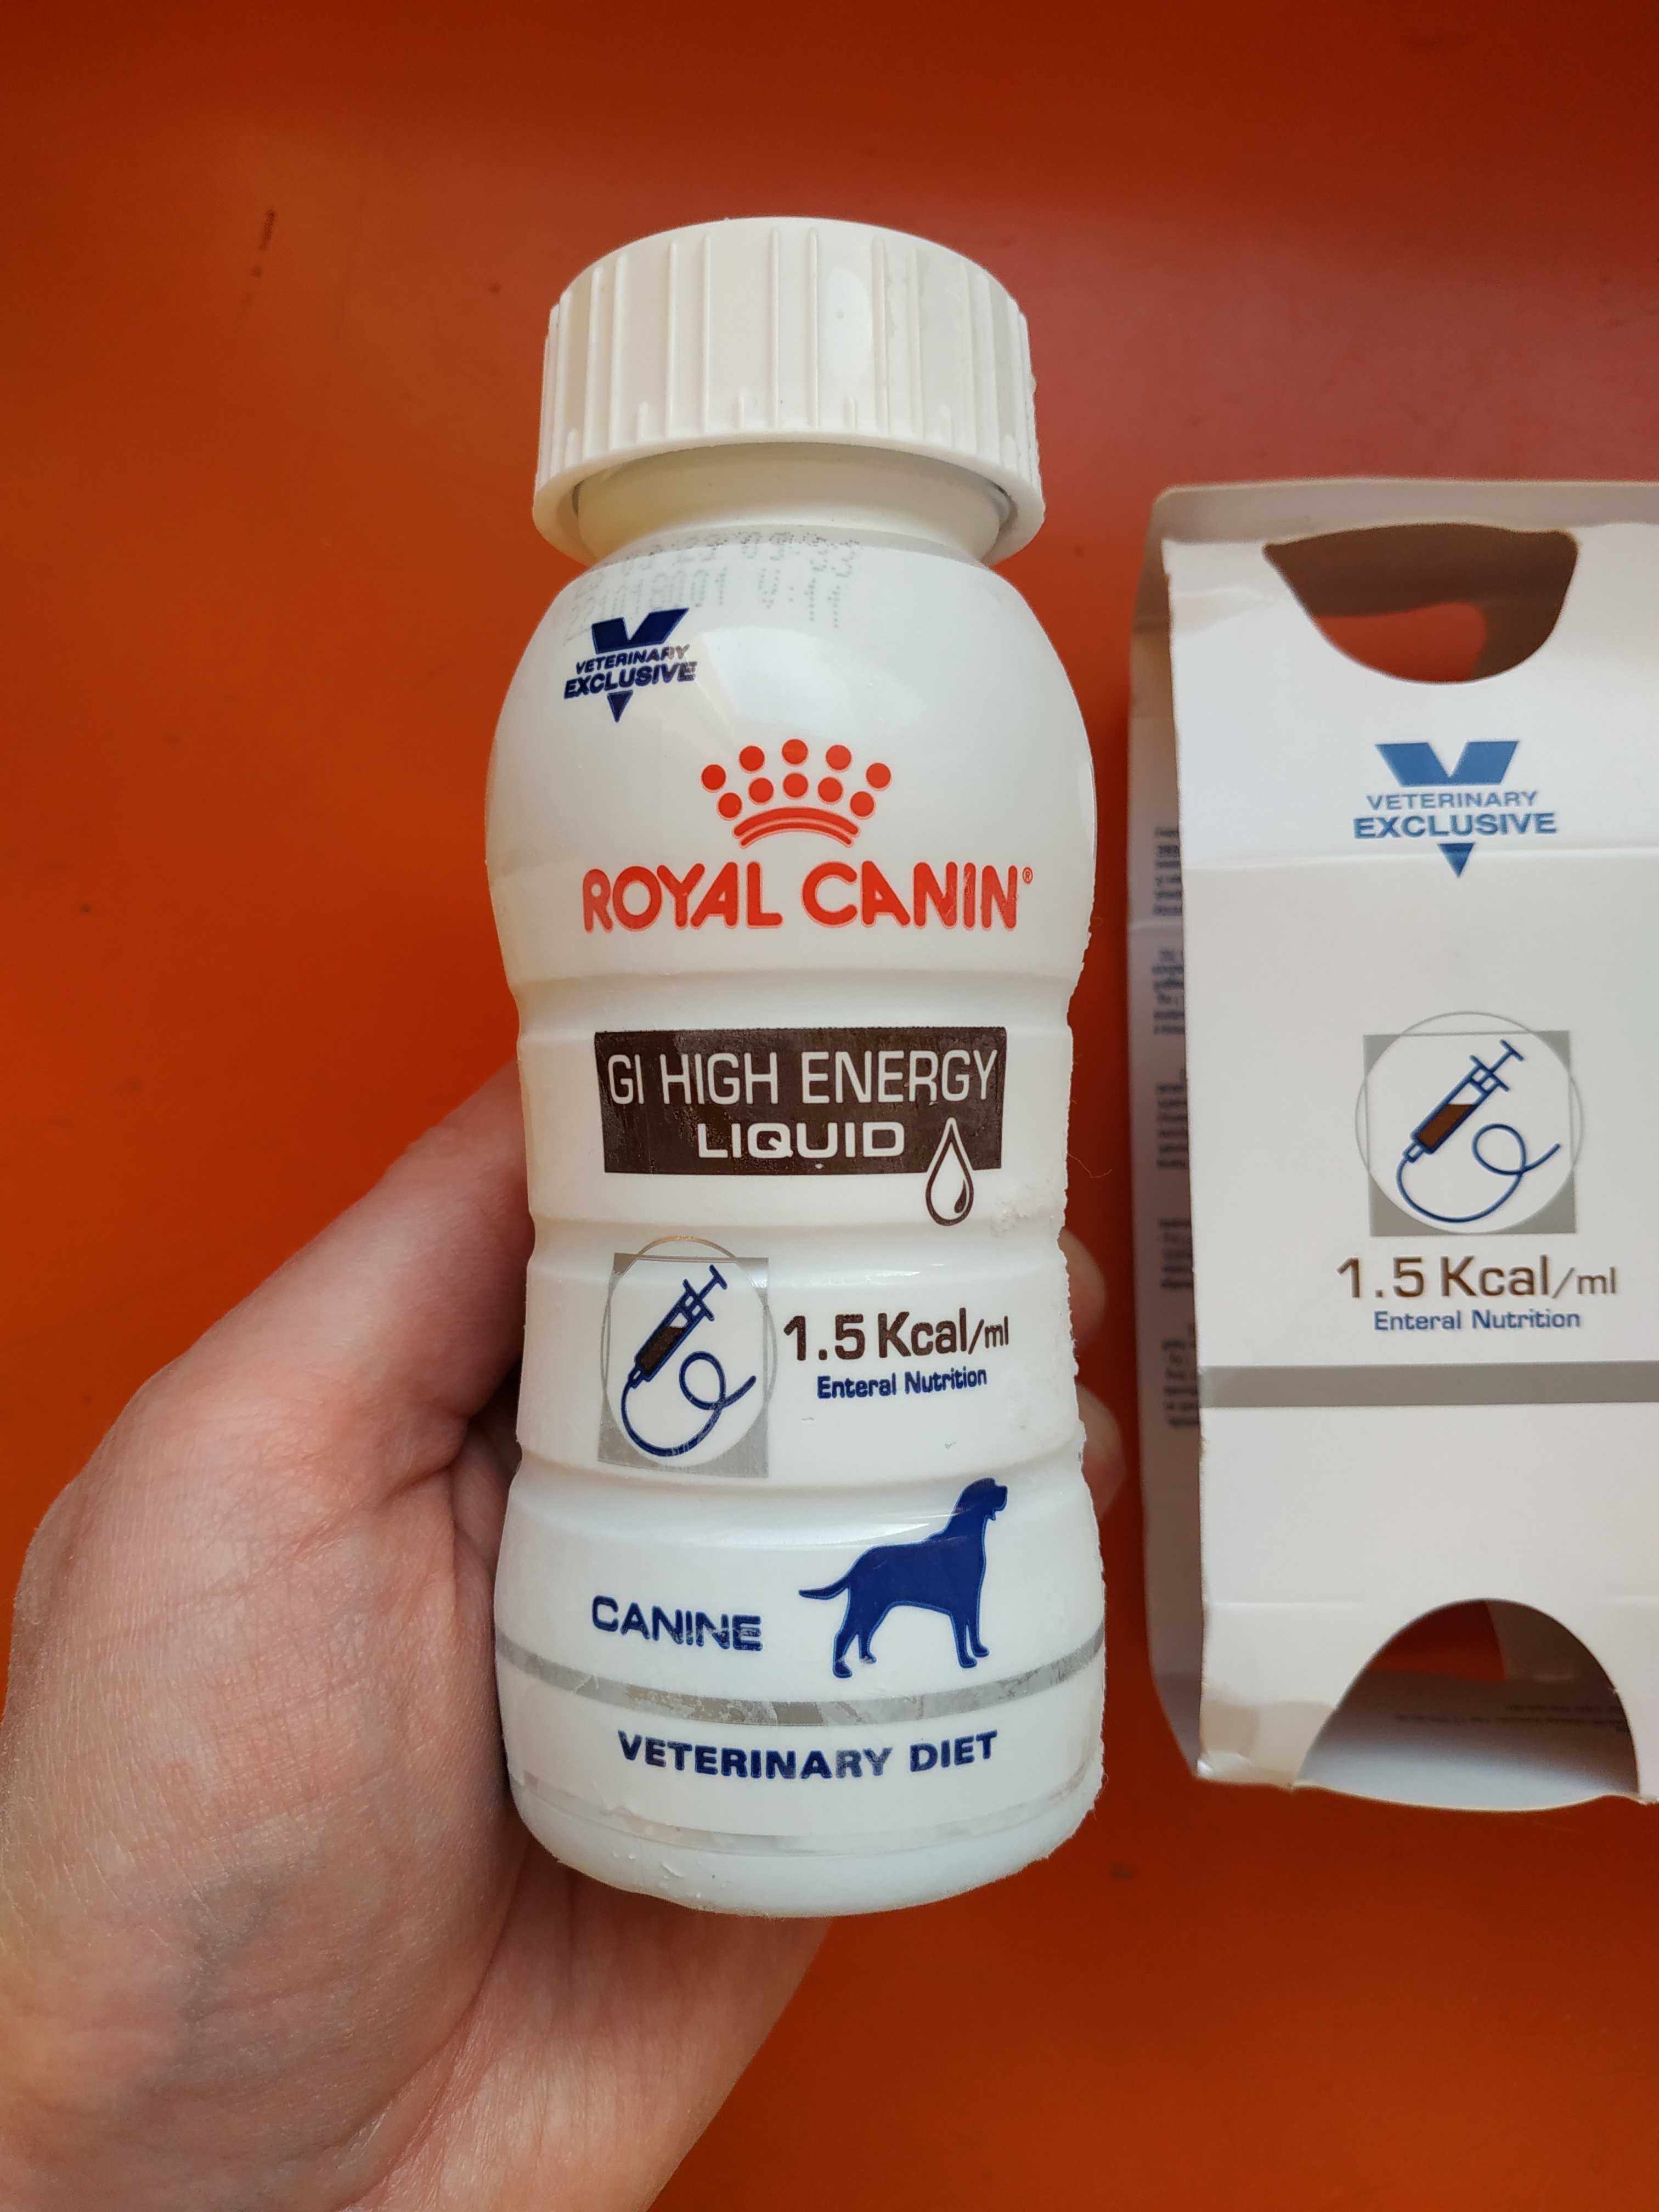 VETERINARY
EXCLUSIVE
ROYAL CANIN®
GI HIGH ENERGY
LIQUID
1.5 Kcal/ml
Enteral Nutrition
CANINE
VETERINARY DIET
VETERINARY
EXCLUSIVE
1.5 Kcal/ml
Enteral Nutrition